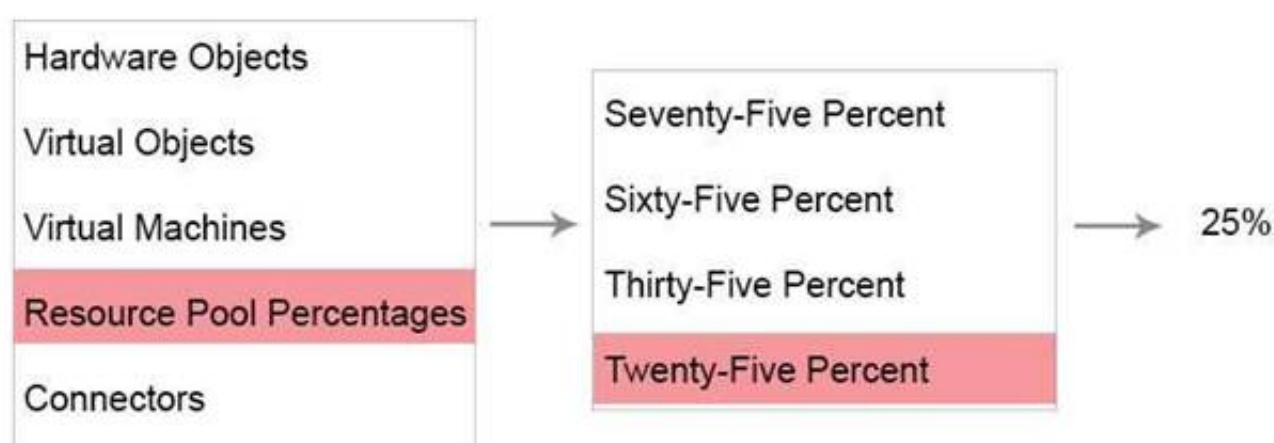 Hardware Objects
Virtual Objects
Virtual Machines
Resource Pool Percentages
Connectors
Seventy-Five Percent
Sixty-Five Percent
Thirty-Five Percent
Twenty-Five Percent
25%